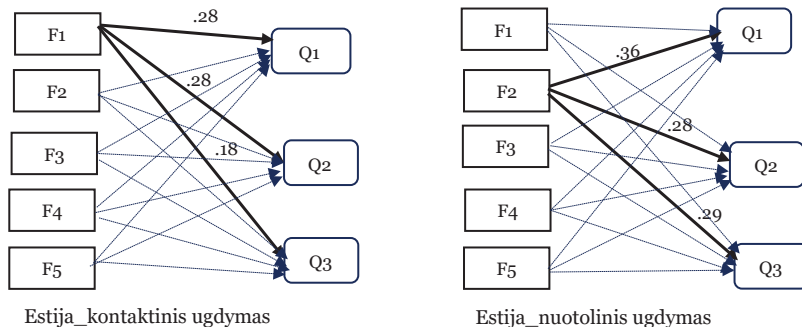 F1
F2
F3
F4
F5
.28
.28
.18
Q1
Q2
Q3
Estija_kontaktinis ugdymas
F1
F2
F3
F4
F5
.36
.28
.29
Q1
Q2
Q3
Estija_nuotolinis ugdymas